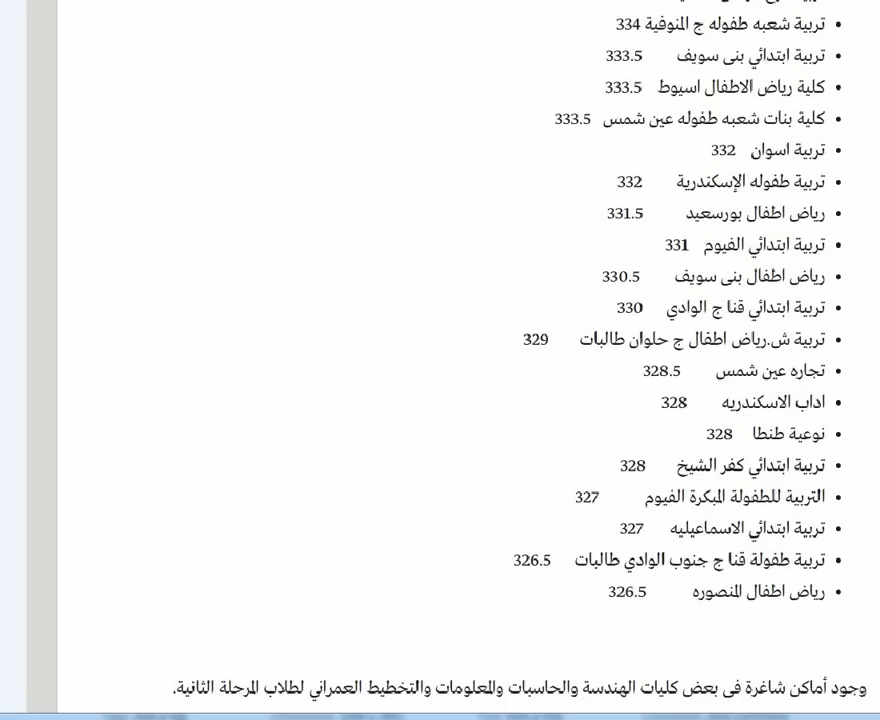 تربية شعبه طفوله ج المنوفية 334
تربية ابتدائي بنى سويف 333.5
كلية رياض الاطفال اسيوط 333.5
كلية بنات شعبه طفوله عين شمس 333.5
تربية اسوان 332
تربية طفوله الإسكندرية 332
رياض اطفال بورسعيد 331.5
تربية ابتدائي الفيوم 331
رياض اطفال بنى سويف 330.5
تربية ابتدائي قنا ج الوادي 330
تربية ش.رياض اطفال ج حلوان طالبات 329
تجاره عين شمس 328.5
اداب الاسكندريه 328
نوعية طنطا 328
تربية ابتدائي كفر الشيخ 328
التربية للطفولة المبكرة الفيوم 327
تربية ابتدائي الاسماعيليه 327
تربية طفولة قنا ج جنوب الوادي طالبات 326.5
رياض اطفال المنصوره 326.5
وجود أماكن شاغرة فى بعض كليات الهندسة والحاسبات والمعلومات والتخطيط العمراني لطلاب المرحلة الثانية.